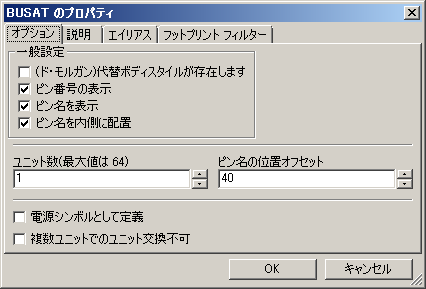 BUSAT のプロパティ
オプション 説明 エイリアス フットプリント フィルター
一般設定
(ド・モルガン)代替ボディスタイルが存在します
ピン番号の表示
ピン名を表示
ピン名を内側に配置
ユニット数(最大値は 64) ピン名の位置オフセット
1 40
電源シンボルとして定義
複数ユニットでのユニット交換不可
OK キャンセル